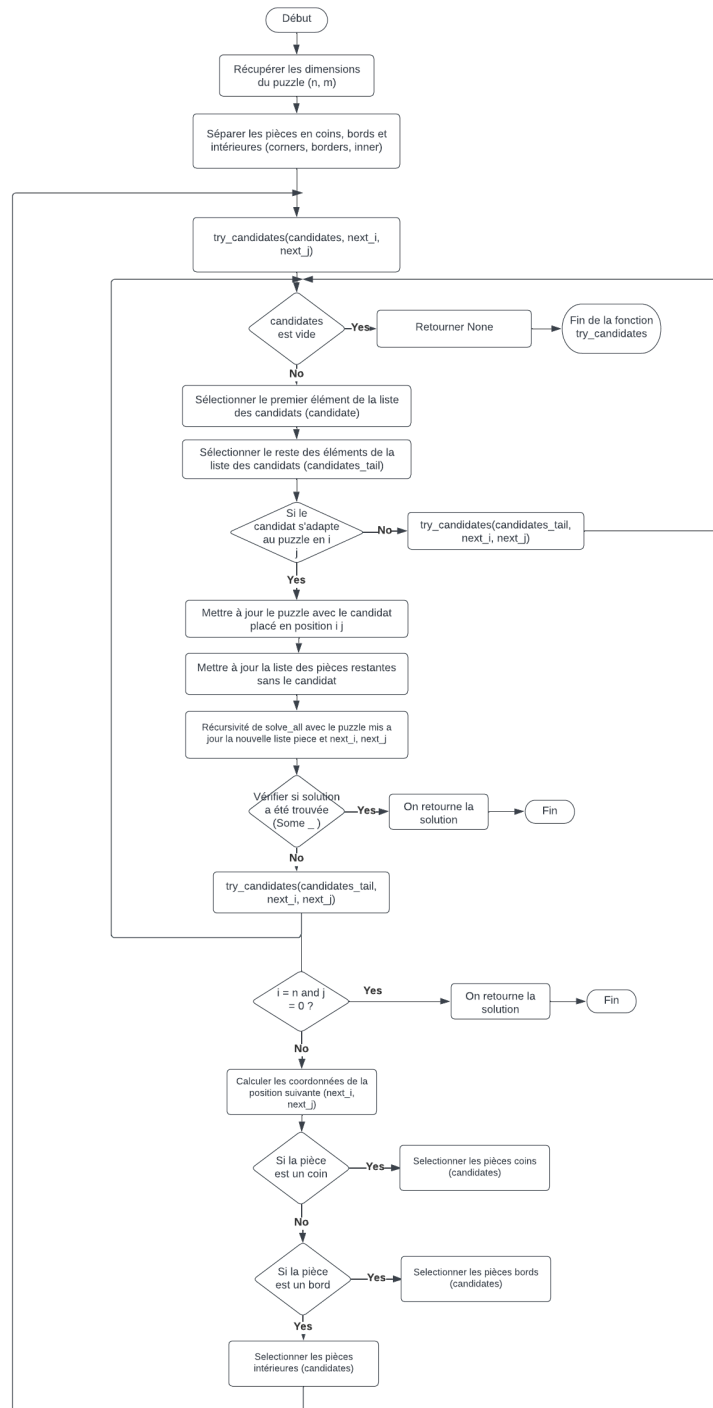 Début
Récupérer les dimensions
du puzzle (n, m)
Séparer les pièces en coins, bords et
intérieures (corners, borders, inner)
try_candidates(candidates, next_i,
next_j)
candidates
est vide
Yes
Retourner None
Fin de la fonction
try_candidates
No
Sélectionner le premier élément de la liste
des candidats (candidate)
Sélectionner le reste des éléments de la
liste des candidats (candidates_tail)
Si le
candidat s'adapte
au puzzle en i
j
No
try_candidates(candidates_tail,
next_i, next_j)
Yes
Mettre à jour le puzzle avec le candidat
placé en position i j
Mettre à jour la liste des pièces restantes
sans le candidat
Récursivité de solve_all avec le puzzle mis a
jour la nouvelle liste piece et next_i, next_j
Vérifier si solution
a été trouvée
(Some _ )
Yes
On retourne la
solution
Fin
No
try_candidates(candidates_tail,
next_i, next_j)
i = n and j
= 0 ?
Yes
On retourne la
solution
Fin
No
Calculer les coordonnées de la
position suivante (next_i,
next_j)
Si la pièce
est un coin
Yes
Selectionner les pièces coins
(candidates)
No
Si la pièce
est un bord
Yes
Selectionner les pièces bords
(candidates)
Yes
Selectionner les pièces
intérieures (candidates)